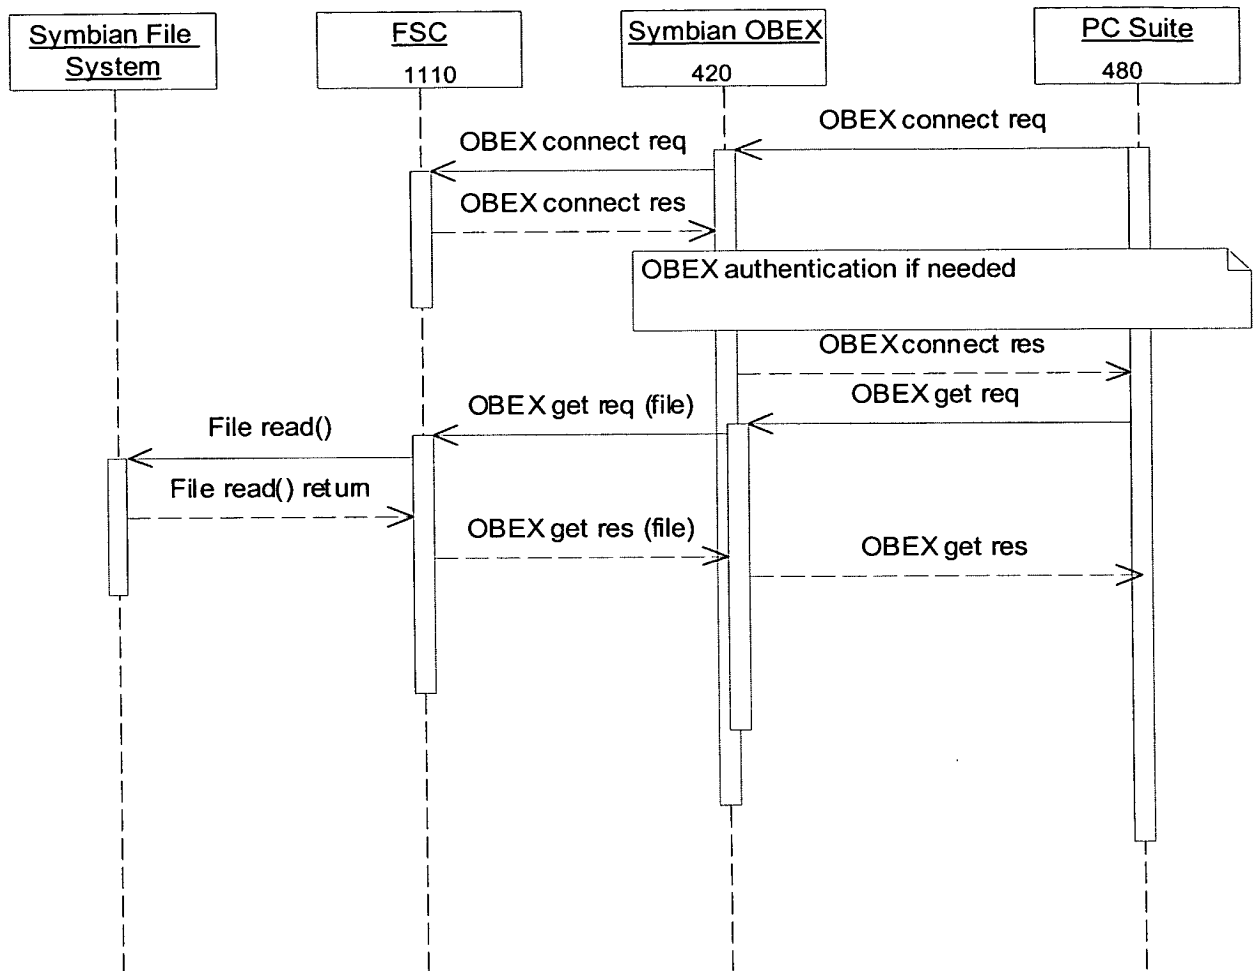 Symbian File
System
FSC
1110
Symbian OBEX
420
PC Suite
480
OBEX connect req
OBEX connect req
OBEX connect res
OBEX authentication if needed
OBEX connect res
OBEX get req
OBEX get req (file)
File read()
File read() return
OBEX get res (file)
OBEX get res